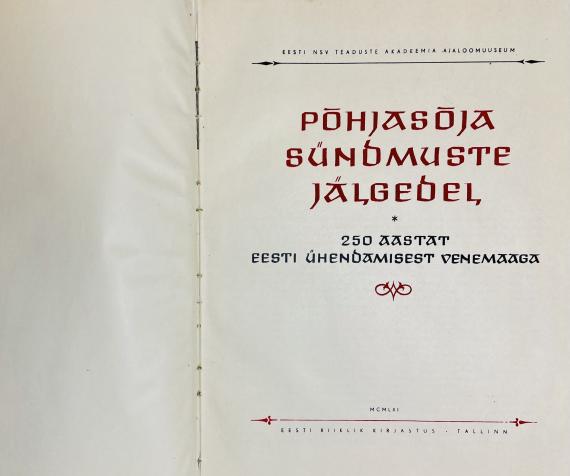 EESTI NSV TEADUSTE AKADEEMIA AJALOOMUUSEUM
PÕHJASÕJA
SÜNDMUSTE
JÄLGEDEL
*
250 AASTAT
EESTI ÜHENDAMISEST VENEMAAGA
MCMLXI
EESTI RIIKLIK KIRJASTUS · TALLINN